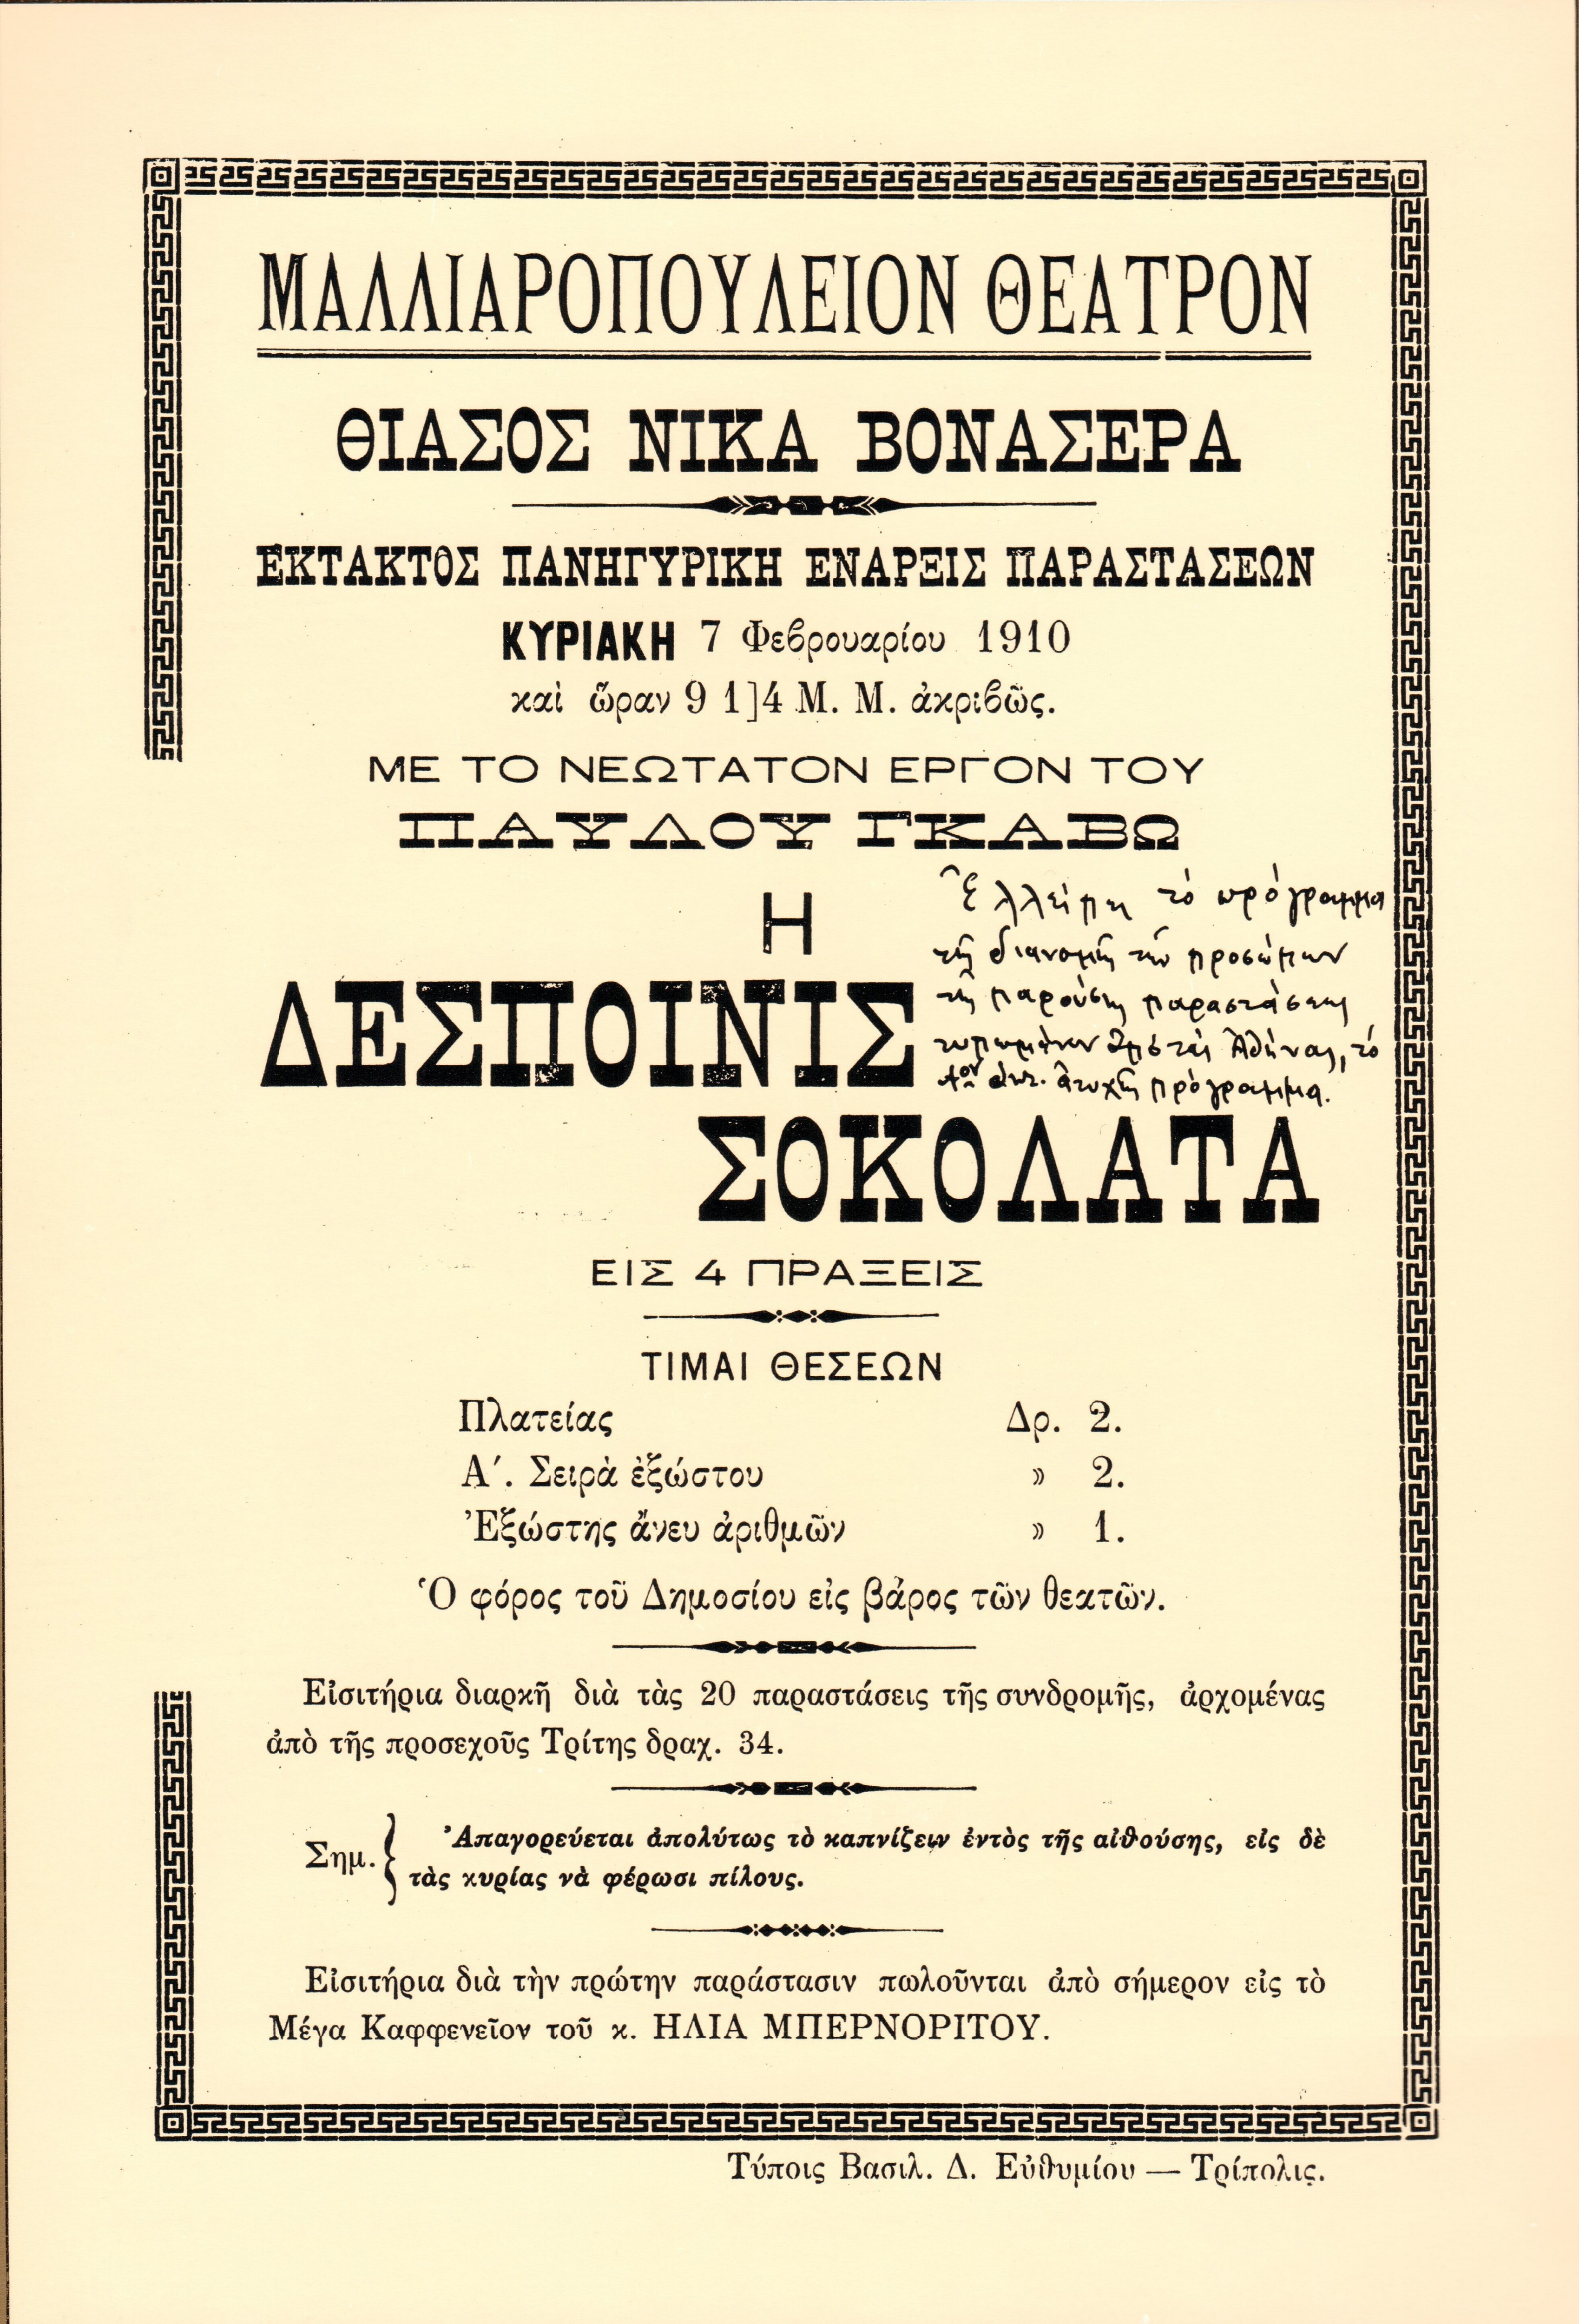 ΜΑΛΛΙΑΡΟΠΟΥΛΕΙΟΝ ΘΕΑΤΡΟΝ
ΘΙΑΣΟΣ ΝΙΚΑ ΒΟΝΑΣΕΡΑ
ΕΚΤΑΚΤΟΣ ΠΑΝΗΓΥΡΙΚΗ ΕΝΑΡΞΙΣ ΠΑΡΑΣΤΑΣΕΩΝ
ΚΥΡΙΑΚΗ 7 Φεβρουαρίου 1910
καὶ ὥραν 9 1]4 Μ. Μ. ἀκριβῶς.
ΜΕ ΤΟ ΝΕΩΤΑΤΟΝ ΕΡΓΟΝ ΤΟΥ
ΠΑΥΛΟΥ ΓΚΑΒΩ
Η
ΔΕΣΠΟΙΝΙΣ
ΣΟΚΟΛΑΤΑ
τὸ πρόγραμμα
διανομῆς τῶν προσώπων
τῆς παρούσης παραστάσεως
Ἀθήνας, τὸ
πρόγραμμα.
ΕΙΣ 4 ΠΡΑΞΕΙΣ
ΤΙΜΑΙ ΘΕΣΕΩΝ
Πλατείας Δρ. 2.
Α′. Σειρὰ ἐξώστου » 2.
Ἐξώστης ἄνευ ἀριθμῶν » 1.
Ὁ φόρος τοῦ Δημοσίου εἰς βάρος τῶν θεατῶν.
Εἰσιτήρια διαρκῆ διὰ τὰς 20 παραστάσεις τῆς συνδρομῆς, ἀρχομένας
ἀπὸ τῆς προσεχοῦς Τρίτης δραχ. 34.
Σημ. { Ἀπαγορεύεται ἀπολύτως τὸ καπνίζειν ἐντὸς τῆς αἰθούσης, εἰς δὲ
τὰς κυρίας νὰ φέρωσι πίλους.
Εἰσιτήρια διὰ τὴν πρώτην παράστασιν πωλοῦνται ἀπὸ σήμερον εἰς τὸ
Μέγα Καφφενεῖον τοῦ κ. ΗΛΙΑ ΜΠΕΡΝΟΡΙΤΟΥ.
Τύποις Βασιλ. Δ. Εὐθυμίου — Τρίπολις.